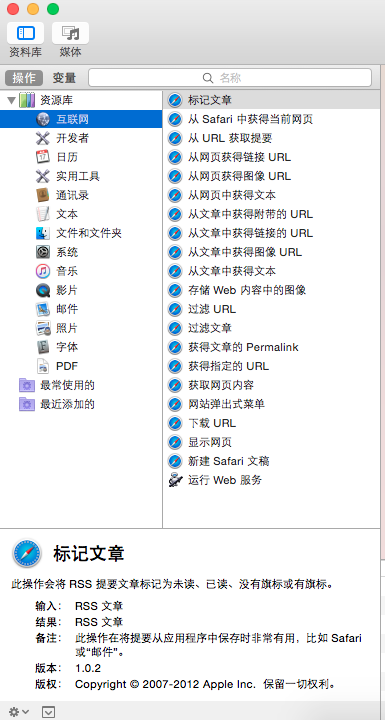 资料库 媒体
操作 变量 名称
资源库
互联网
开发者
日历
实用工具
通讯录
文本
文件和文件夹
系统
音乐
影片
邮件
照片
字体
PDF
最常使用的
最近添加的
标记文章
从 Safari 中获得当前网页
从 URL 获取提要
从网页获得链接 URL
从网页获得图像 URL
从网页中获得文本
从文章中获得附带的 URL
从文章中获得链接的 URL
从文章中获得图像 URL
从文章中获得文本
存储 Web 内容中的图像
过滤 URL
过滤文章
获得文章的 Permalink
获得指定的 URL
获取网页内容
网站弹出式菜单
下载 URL
显示网页
新建 Safari 文稿
运行 Web 服务
标记文章
此操作会将 RSS 提要文章标记为未读、已读、没有旗标或有旗标。
输入: RSS 文章
结果: RSS 文章
备注: 此操作在将提要从应用程序中保存时非常有用，比如 Safari
或“邮件”。
版本: 1.0.2
版权: Copyright © 2007-2012 Apple Inc. 保留一切权利。